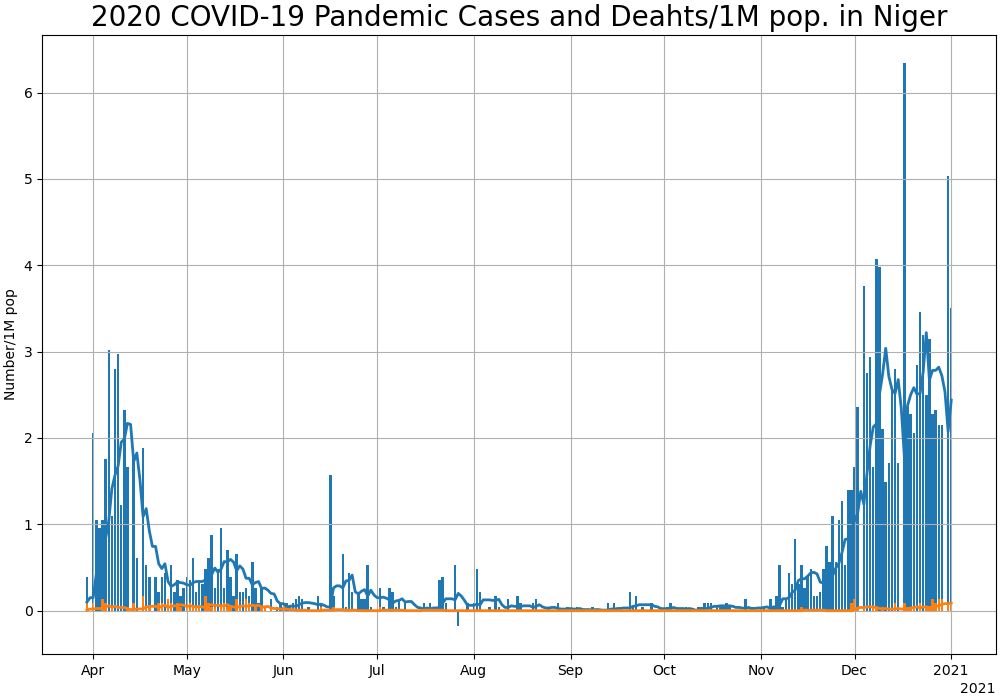 2020 COVID-19 Pandemic Cases and Deahts/1M pop. in Niger
Number/1M pop
6
5
4
3
2
1
0
Apr May Jun Jul Aug Sep Oct Nov Dec 2021
2021